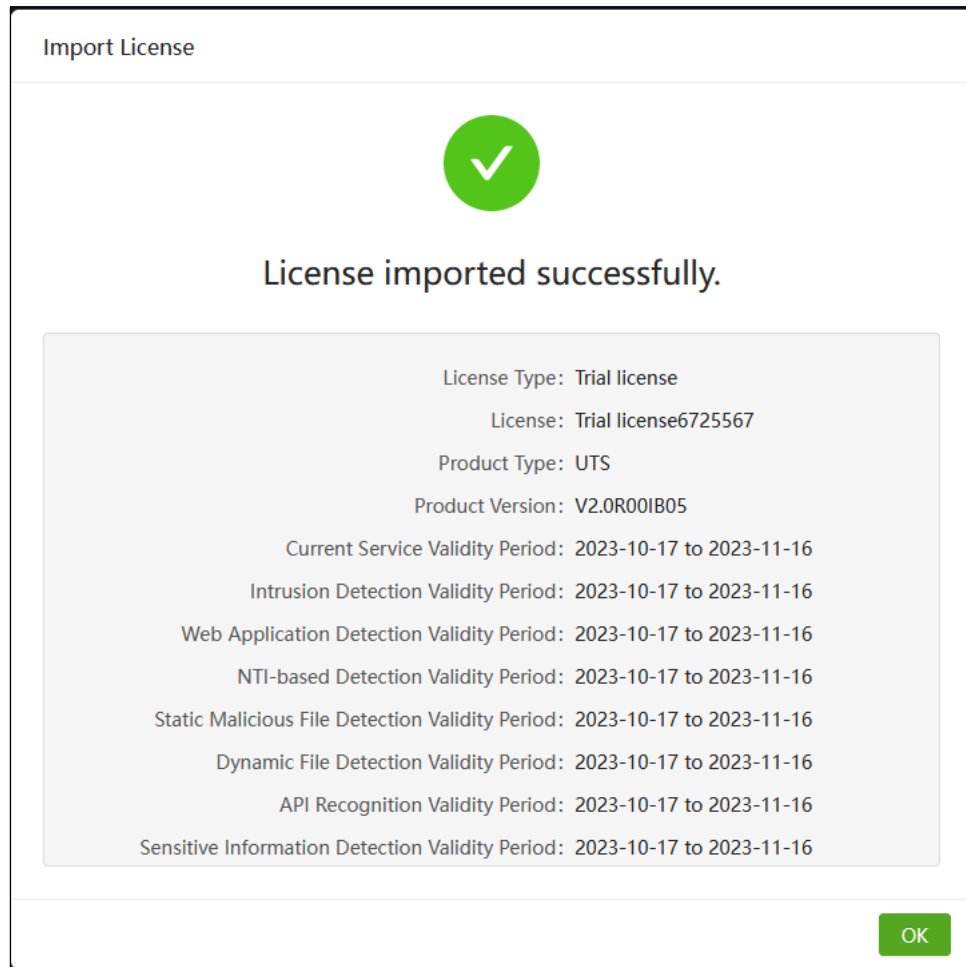 Import License
License imported successfully.
License Type: Trial license
License: Trial license6725567
Product Type: UTS
Product Version: V2.0R00IB05
Current Service Validity Period: 2023-10-17 to 2023-11-16
Intrusion Detection Validity Period: 2023-10-17 to 2023-11-16
Web Application Detection Validity Period: 2023-10-17 to 2023-11-16
NTI-based Detection Validity Period: 2023-10-17 to 2023-11-16
Static Malicious File Detection Validity Period: 2023-10-17 to 2023-11-16
Dynamic File Detection Validity Period: 2023-10-17 to 2023-11-16
API Recognition Validity Period: 2023-10-17 to 2023-11-16
Sensitive Information Detection Validity Period: 2023-10-17 to 2023-11-16
OK